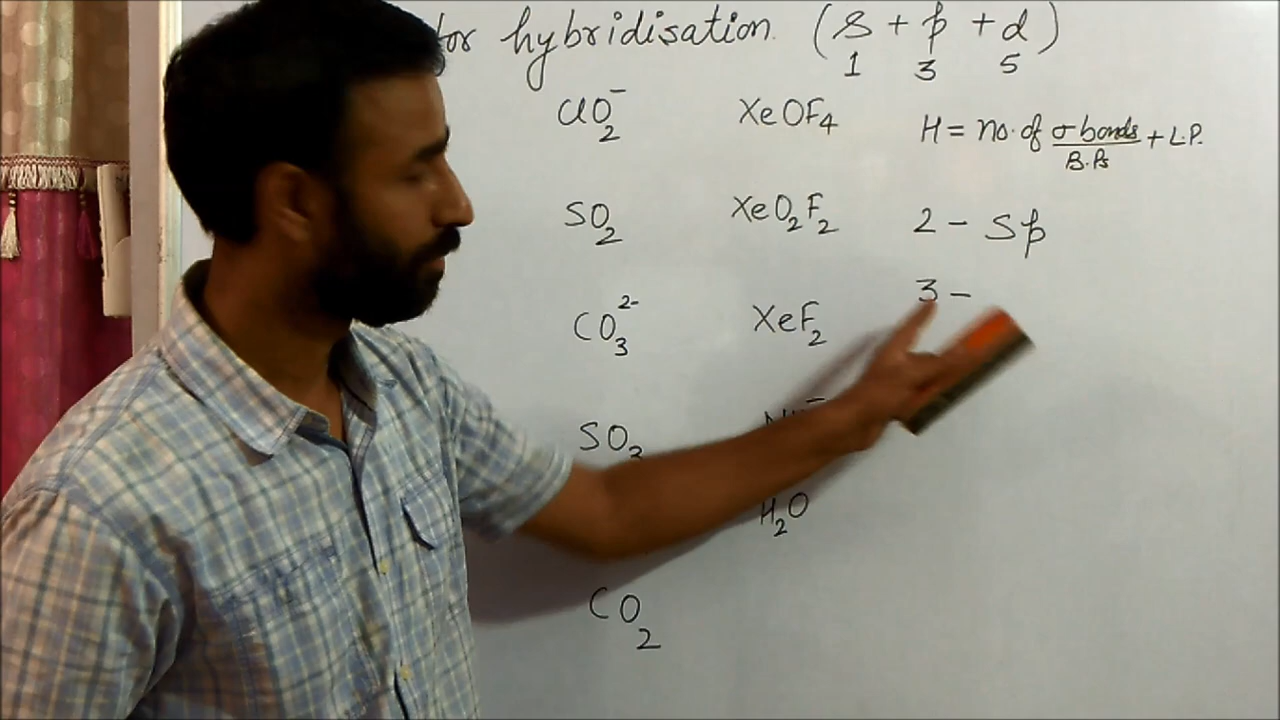 for hybridisation. (s + p + d)
1 3 5
ClO₂⁻ XeOF₄ H = no. of σ bonds/B.Ps + L.P.
SO₂ XeO₂F₂ 2 - sp
CO₃²⁻ XeF₂ 3 -
SO₃
H₂O
CO₂